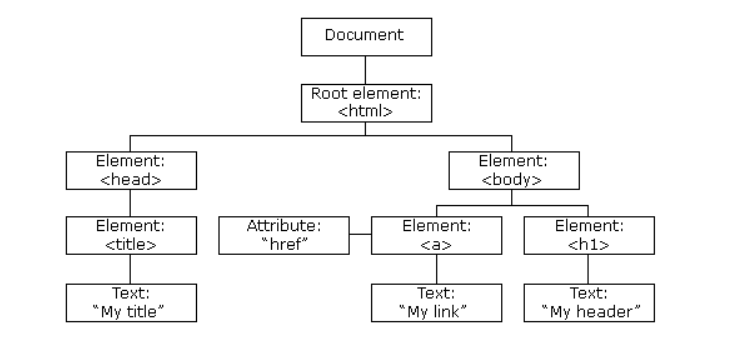 Document
Root element:
<html>
Element:
<head>
Element:
<body>
Element:
<title>
Attribute:
“href”
Element:
<a>
Element:
<h1>
Text:
“My title”
Text:
“My link”
Text:
“My header”